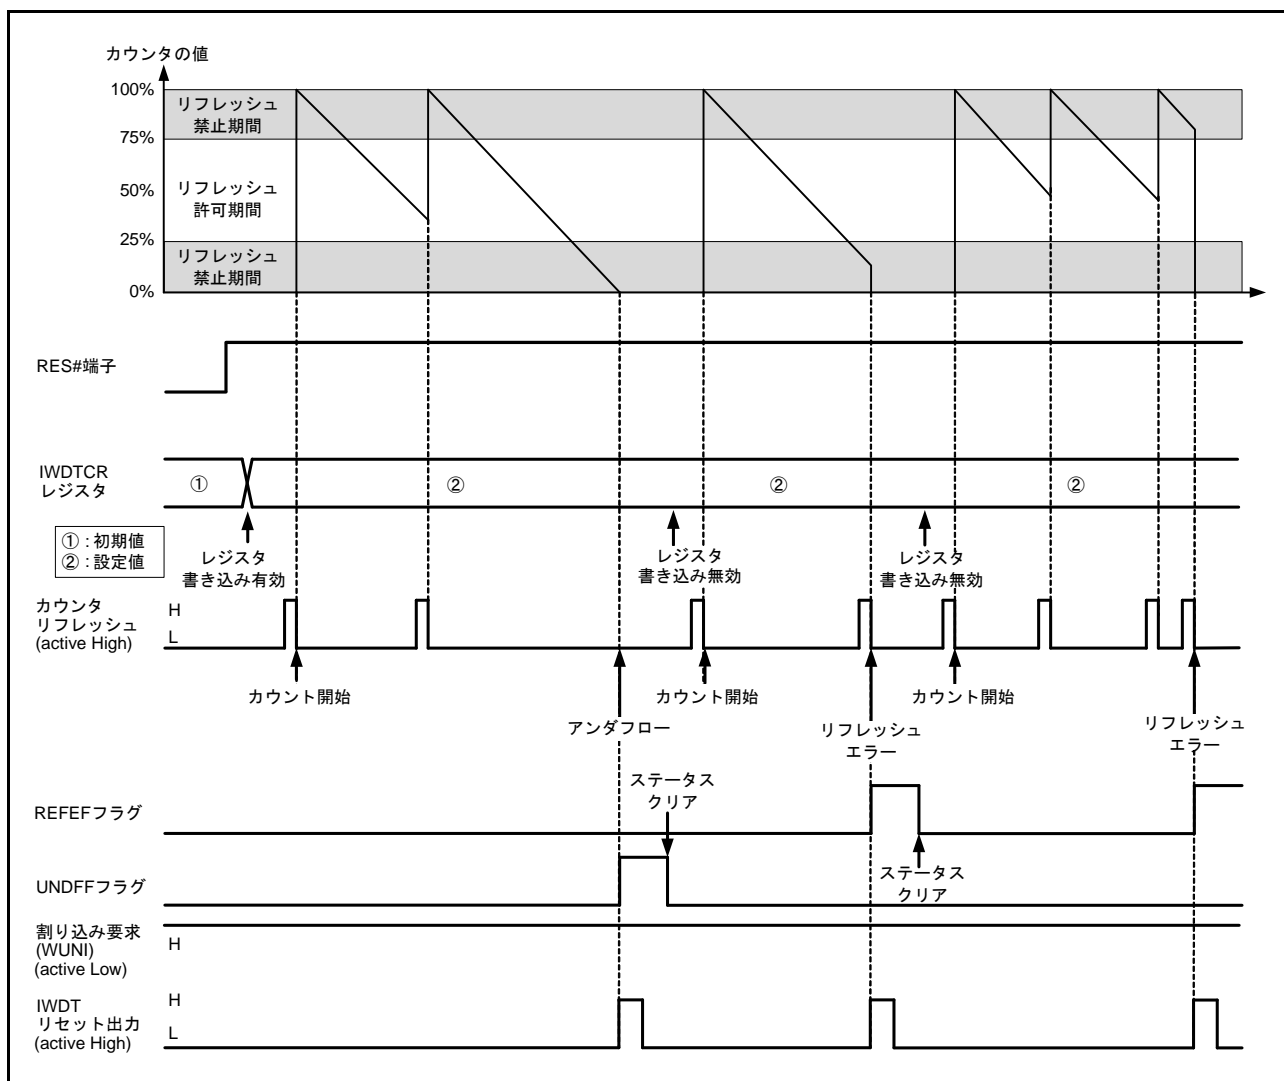 カウンタの値
100%
リフレッシュ
禁止期間
75%
50%
リフレッシュ
許可期間
25%
リフレッシュ
禁止期間
0%
RES#端子
IWDTCR
レジスタ
①
②
②
②
①:初期値
②:設定値
レジスタ
書き込み有効
レジスタ
書き込み無効
レジスタ
書き込み無効
カウンタ
リフレッシュ
(active High)
H
L
カウント開始
カウント開始
カウント開始
アンダフロー
リフレッシュ
エラー
リフレッシュ
エラー
ステータス
クリア
REFEFフラグ
ステータス
クリア
UNDFFフラグ
割り込み要求
(WUNI)
(active Low)
H
IWDT
リセット出力
(active High)
H
L